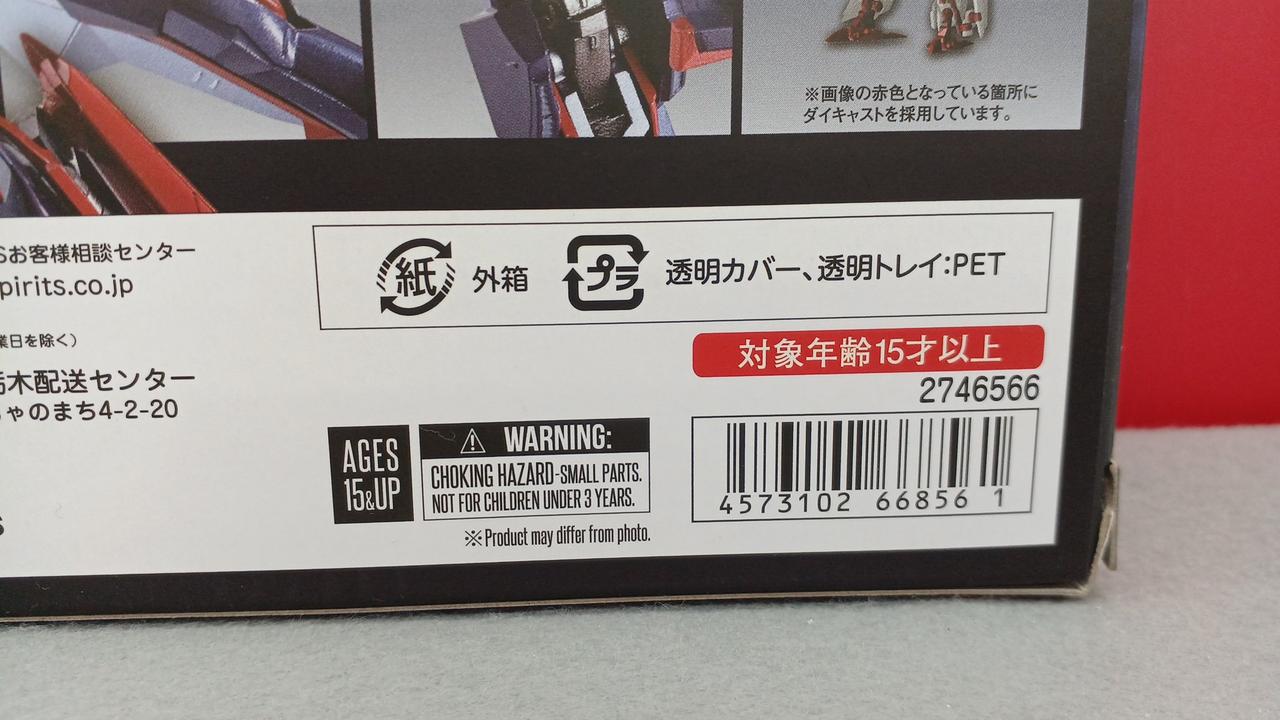 ※画像の赤色となっている箇所に
ダイキャストを採用しています。
Sお客様相談センター
pirits.co.jp
業日を除く）
木配送センター
ゃのまち4-2-20
紙 外箱 プラ 透明カバー、透明トレイ:PET
対象年齢15才以上
2746566
AGES
15&UP
WARNING:
CHOKING HAZARD-SMALL PARTS.
NOT FOR CHILDREN UNDER 3 YEARS.
※Product may differ from photo.
4573102 66856 1